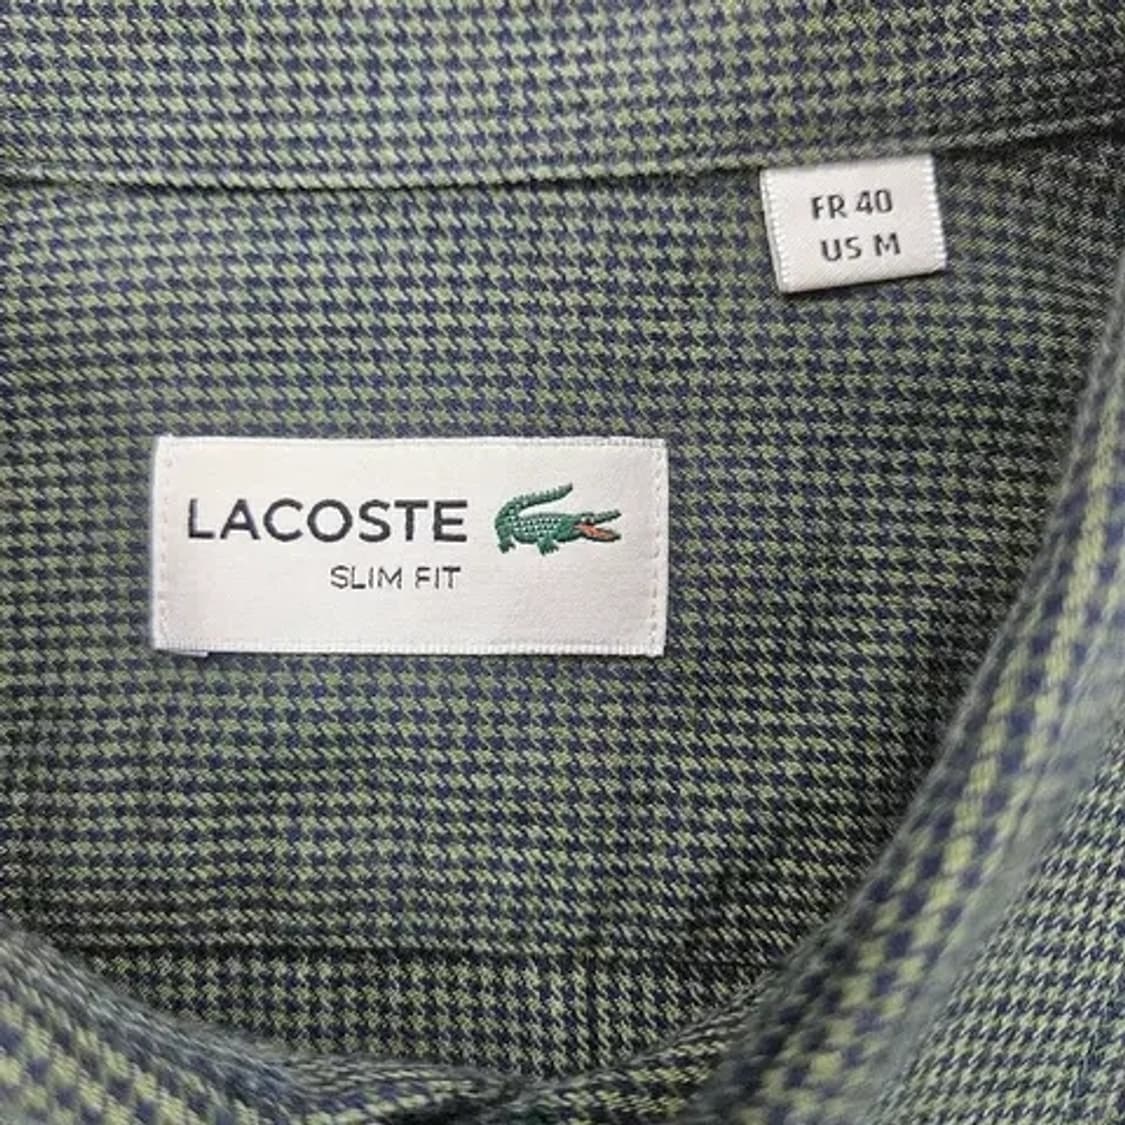 FR 40
US M
LACOSTE
SLIM FIT